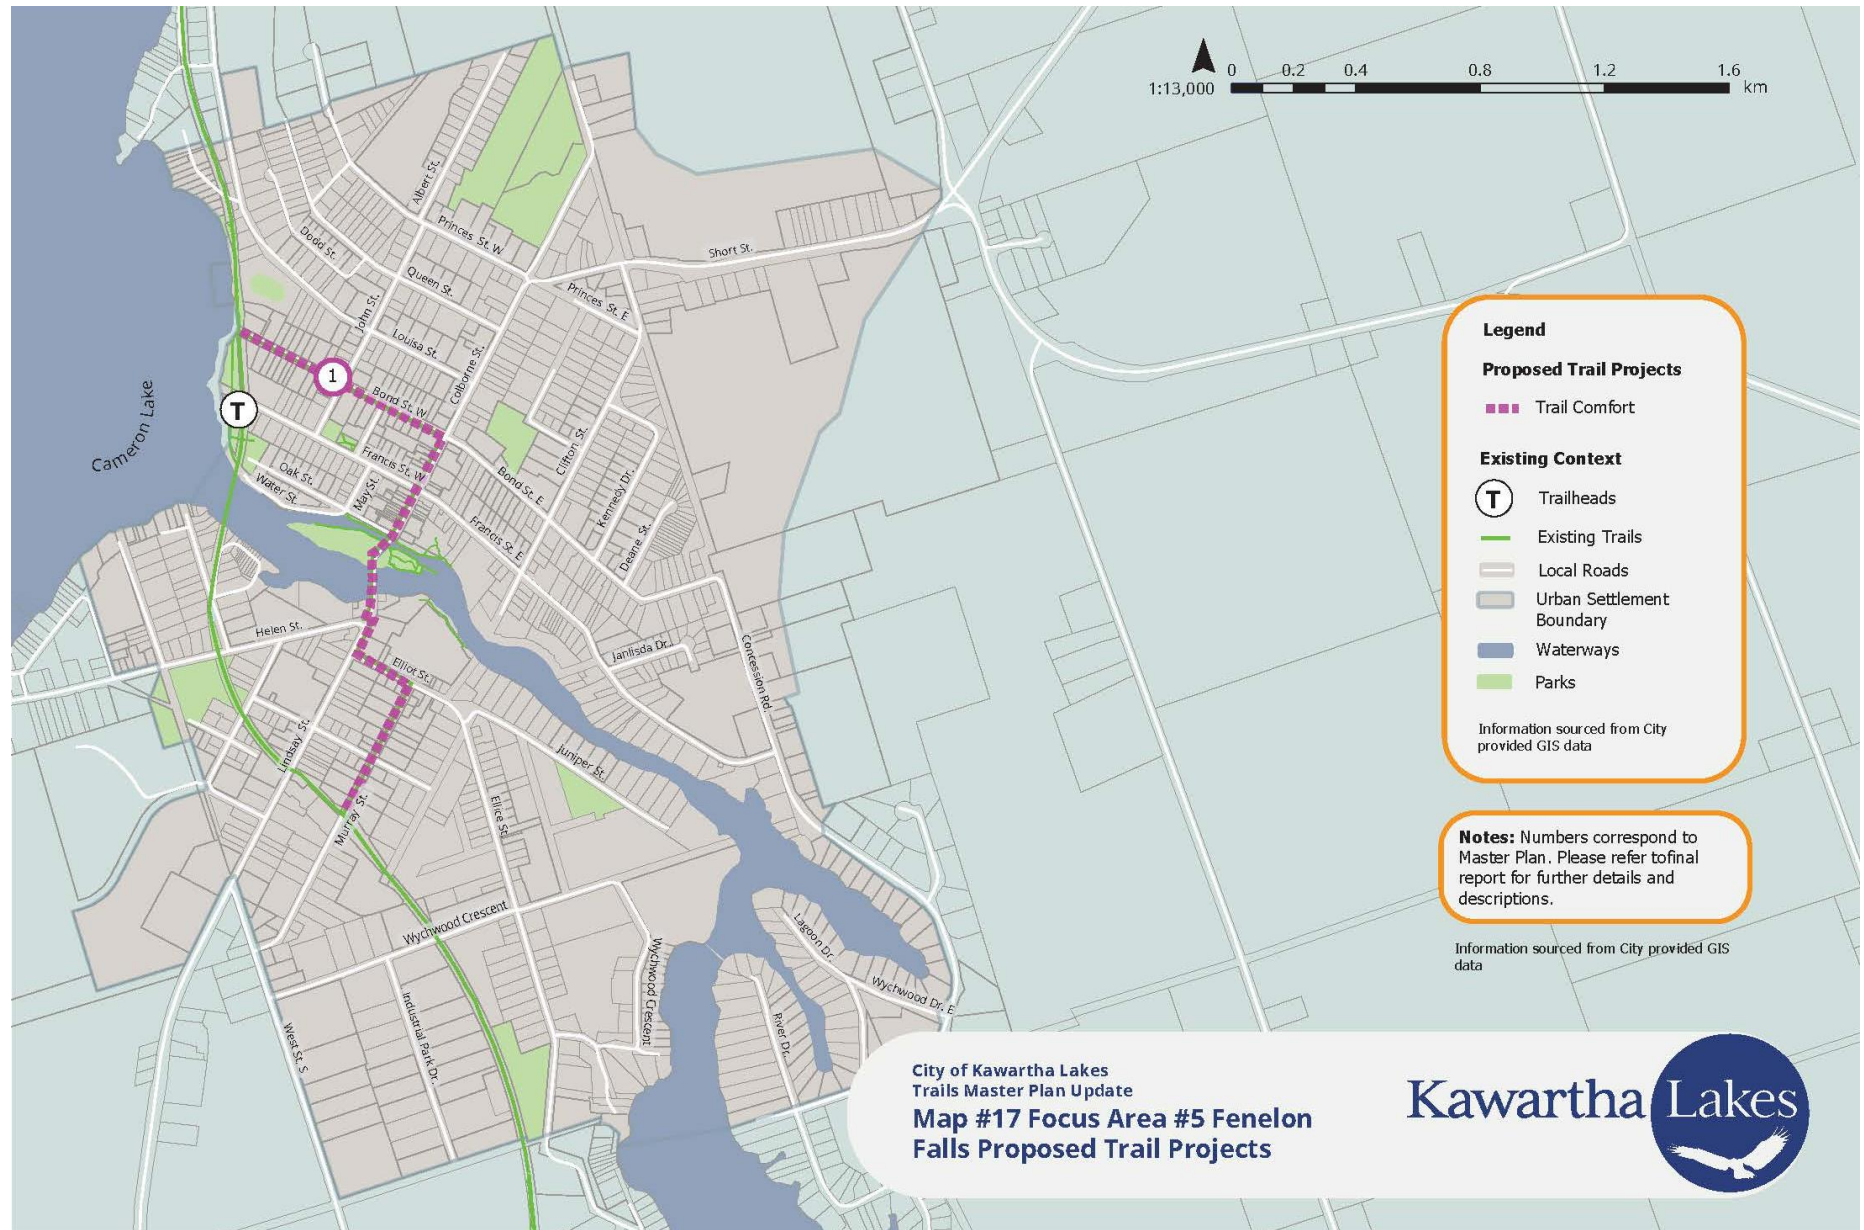 0 0.2 0.4 0.8 1.2 1.6
1:13,000 km
Albert St.
Princes St. W
Dodd St.
Short St.
Queen St.
Princes St. E
John St.
Louisa St.
Colborne St.
1
Bond St. W
T
Cameron Lake
Francis St. W
Oak St.
Water St.
May St.
Bond St. E
Clifton St.
Kennedy Dr.
Deane St.
Francis St. E
Helen St.
Elliot St.
Janlisda Dr.
Concession Rd.
Lindsay St.
Juniper St.
Murray St.
Ellice St.
Wychwood Crescent
Wychwood Crescent
Lagoon Dr.
Wychwood Dr. E
River Dr.
Industrial Park Dr.
West St. S
Legend
Proposed Trail Projects
Trail Comfort
Existing Context
T Trailheads
Existing Trails
Local Roads
Urban Settlement
Boundary
Waterways
Parks
Information sourced from City
provided GIS data
Notes: Numbers correspond to
Master Plan. Please refer tofinal
report for further details and
descriptions.
Information sourced from City provided GIS
data
City of Kawartha Lakes
Trails Master Plan Update
Map #17 Focus Area #5 Fenelon
Falls Proposed Trail Projects
Kawartha Lakes